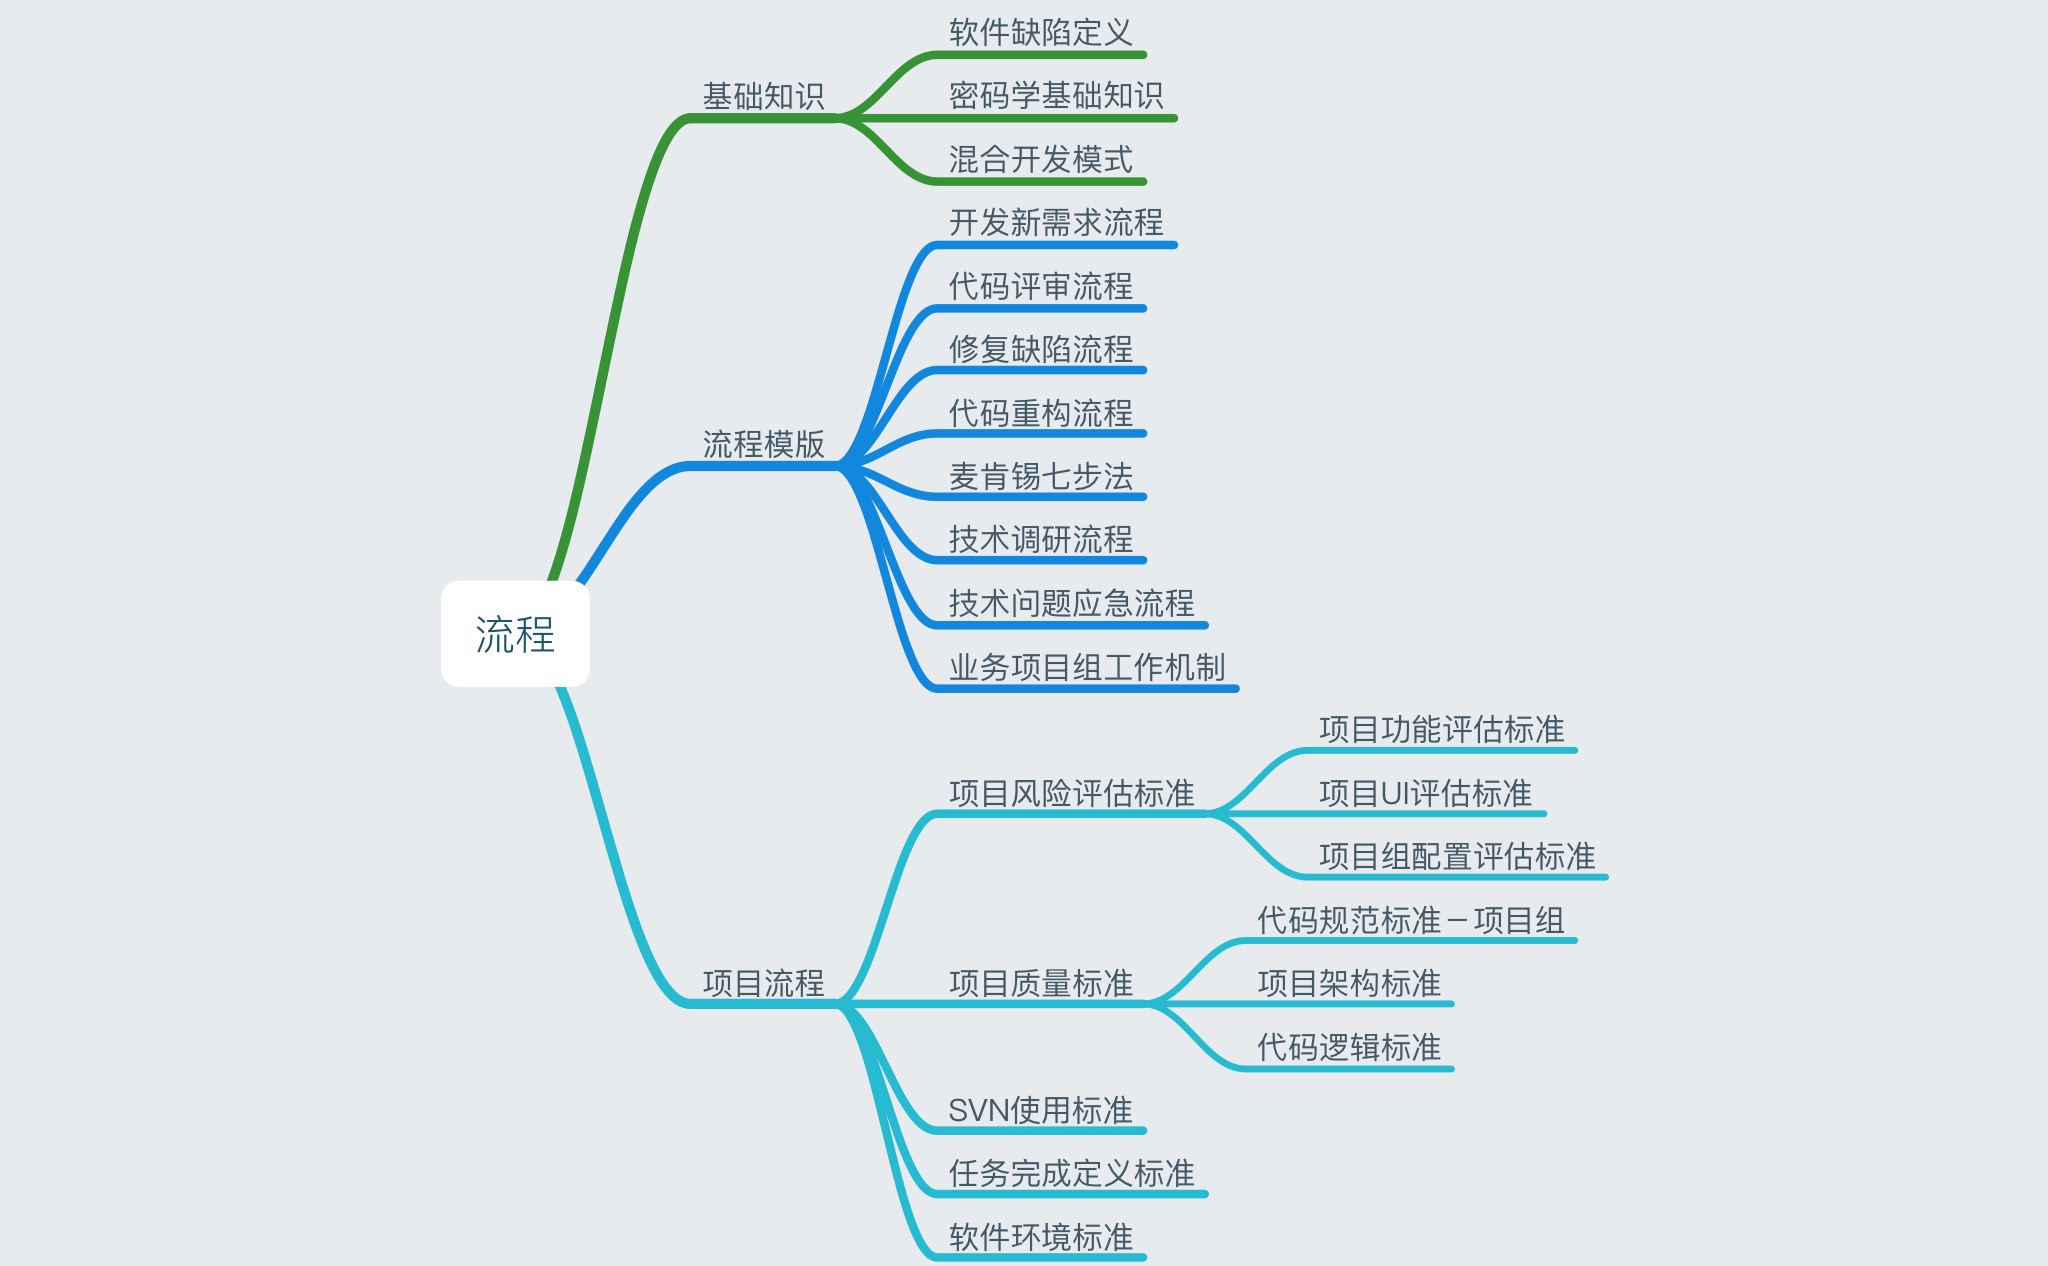 流程
基础知识
软件缺陷定义
密码学基础知识
混合开发模式
流程模版
开发新需求流程
代码评审流程
修复缺陷流程
代码重构流程
麦肯锡七步法
技术调研流程
技术问题应急流程
业务项目组工作机制
项目流程
项目风险评估标准
项目功能评估标准
项目UI评估标准
项目组配置评估标准
项目质量标准
代码规范标准 – 项目组
项目架构标准
代码逻辑标准
SVN使用标准
任务完成定义标准
软件环境标准